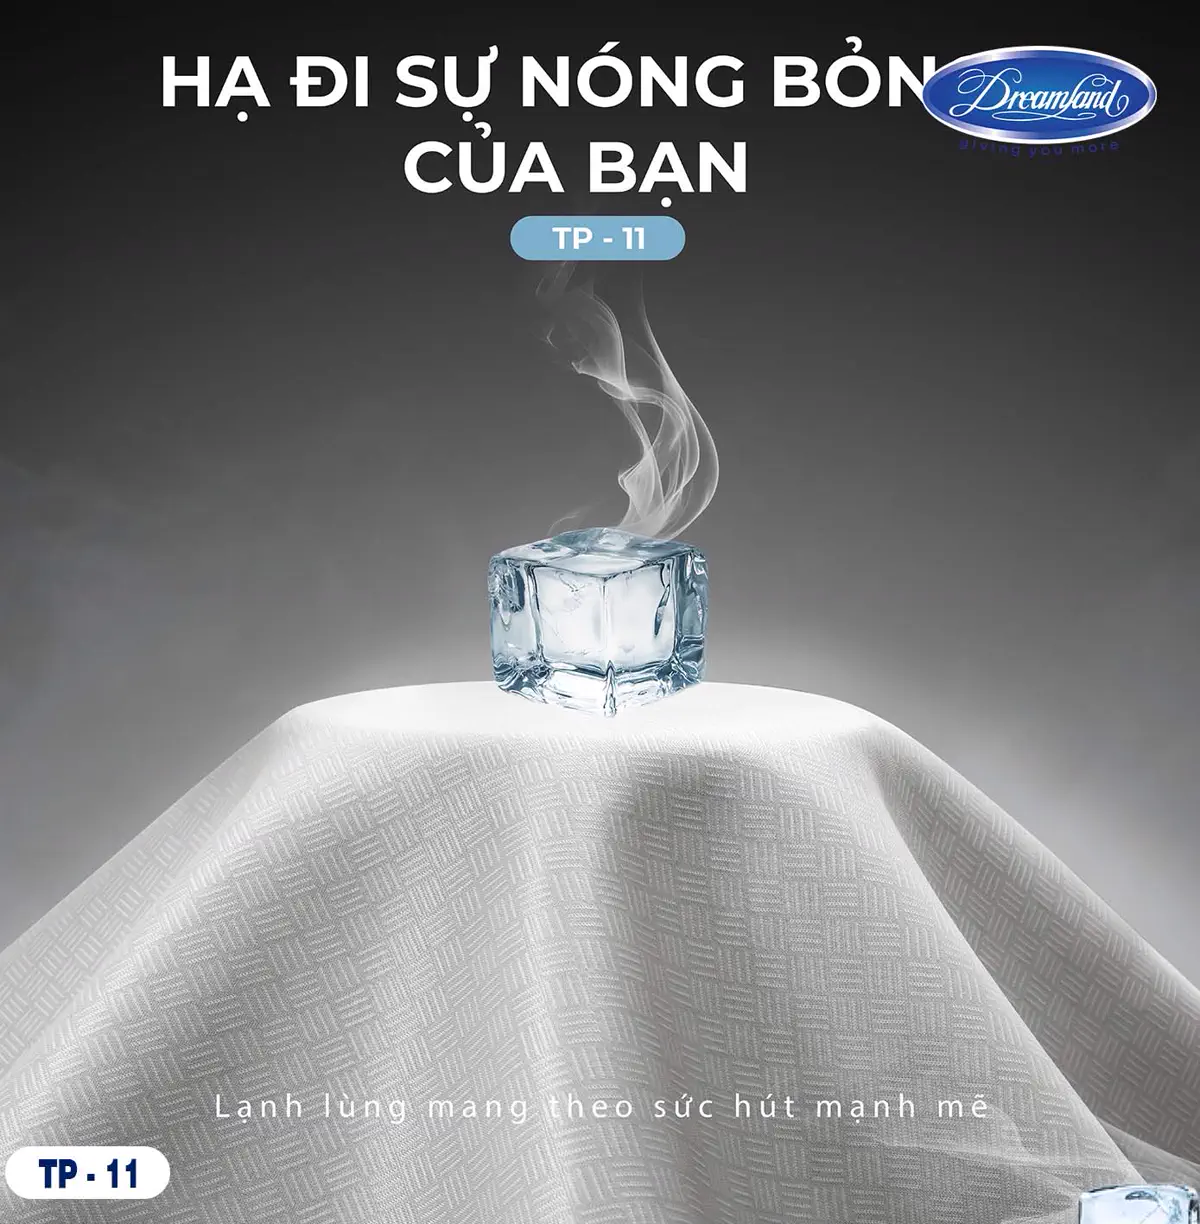 HẠ ĐI SỰ NÓNG BỎN
Dreamland
giving you more
CỦA BẠN
TP - 11
Lạnh lùng mang theo sức hút mạnh mẽ
TP - 11